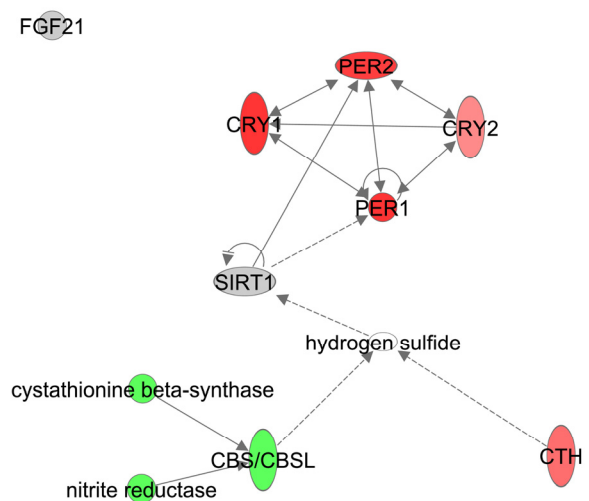 FGF21
PER2
CRY1
CRY2
PER1
SIRT1
hydrogen sulfide
cystathionine beta-synthase
CBS/CBSL
CTH
nitrite reductase